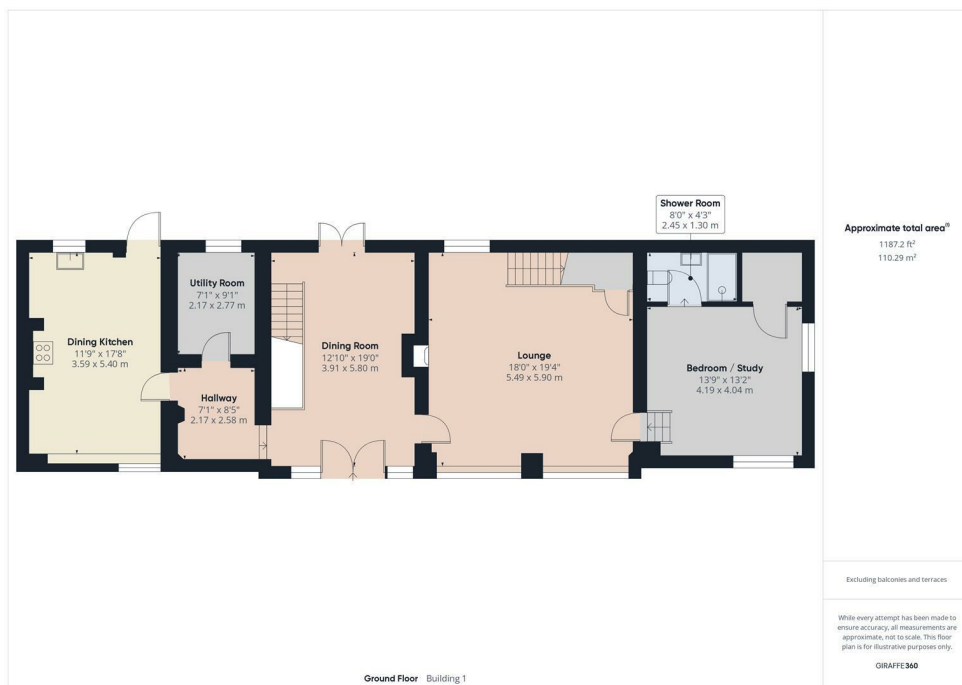 Shower Room
8'0" x 4'3"
2.45 x 1.30 m
Utility Room
7'1" x 9'1"
2.17 x 2.77 m
Dining Kitchen
11'9" x 17'8"
3.59 x 5.40 m
Dining Room
12'10" x 19'0"
3.91 x 5.80 m
Lounge
18'0" x 19'4"
5.49 x 5.90 m
Bedroom / Study
13'9" x 13'2"
4.19 x 4.04 m
Hallway
7'1" x 8'5"
2.17 x 2.58 m
Ground Floor Building 1
Approximate total area⁽¹⁾
1187.2 ft²
110.29 m²
Excluding balconies and terraces
While every attempt has been made to
ensure accuracy, all measurements are
approximate, not to scale. This floor
plan is for illustrative purposes only.
GIRAFFE360